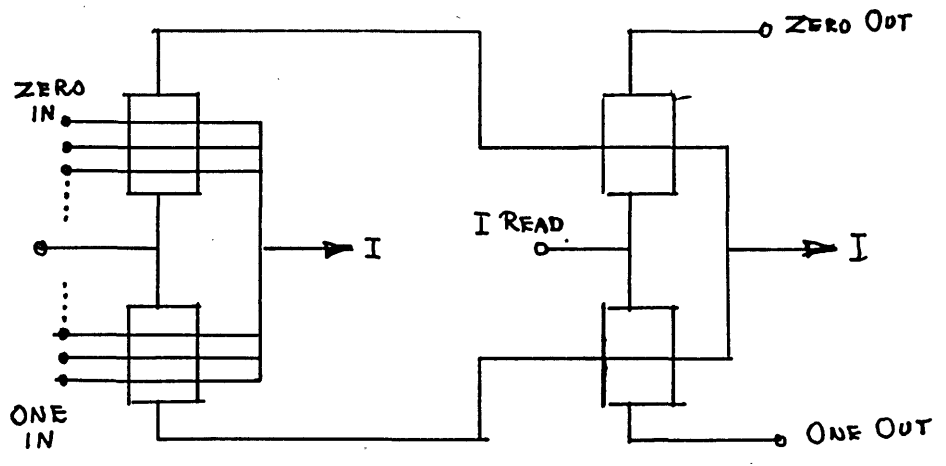 ZERO OUT
ZERO
IN
I READ
I
I
ONE
IN
ONE OUT